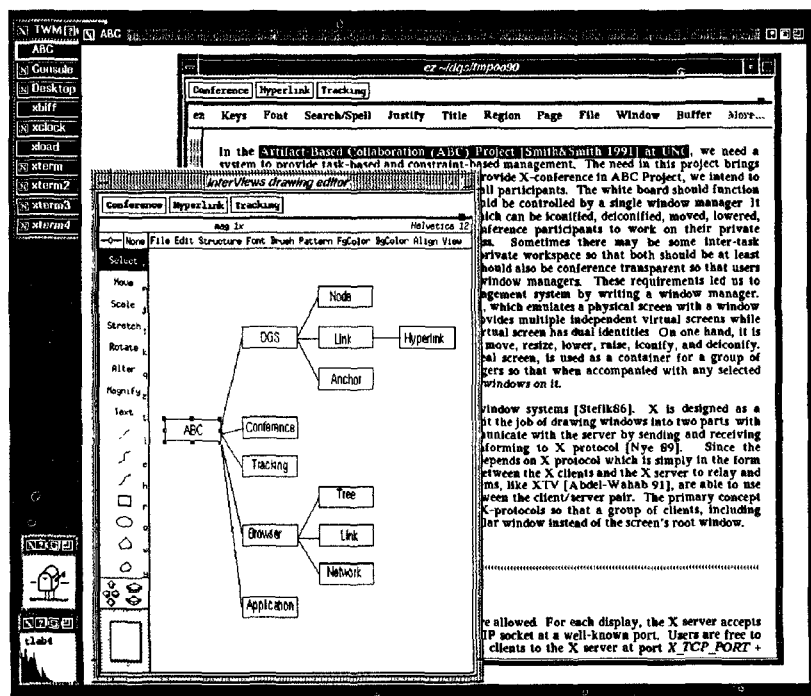 TWM
ABC
ABC
Console
Desktop
xbiff
xclock
xload
xterm
xterm2
xterm3
xterm4
tlab4
ez ~/dgs/tmpoa90
Conference Hyperlink Tracking
ez Keys Font Search/Spell Justify Title Region Page File Window Buffer More...
In the Artifact-Based Collaboration (ABC) Project [Smith&Smith 1991] at UNC, we need a
system to provide task-based and constraint-based management. The need in this project brings
rovide X-conference in ABC Project, we intend to
all participants. The white board should function
uld be controlled by a single window manager It
hich can be iconified, deiconified, moved, lowered,
nference participants to work on their private
ss. Sometimes there may be some inter-task
rivate workspace so that both should be at least
hould also be conference transparent so that users
window managers. These requirements led us to
agement system by writing a window manager.
, which emulates a physical screen with a window
vides multiple independent virtual screens while
rtual screen has dual identities On one hand, it is
move, resize, lower, raise, iconify, and deiconify.
eal screen, is used as a container for a group of
gers so that when accompanied with any selected
windows on it.
window systems [Stefik86]. X is designed as a
it the job of drawing windows into two parts with
unicate with the server by sending and receiving
forming to X protocol [Nye 89]. Since the
epends on X protocol which is simply in the form
etween the X clients and the X server to relay and
ms, like XTV [Abdel-Wahab 91], are able to use
ween the client/server pair. The primary concept
X-protocols so that a group of clients, including
lar window instead of the screen's root window.
re allowed. For each display, the X server accepts
IP socket at a well-known port. Users are free to
clients to the X server at port X_TCP_PORT +
InterViews drawing editor
Conference Hyperlink Tracking
mag 1x Helvetica 12
None File Edit Structure Font Brush Pattern FgColor BgColor Align View
Select
Move
Scale
Stretch
Rotate
Alter
Magnify
Text
Node
DGS Link Hyperlink
Anchor
ABC Conference
Tracking
Tree
Browser Link
Network
Application